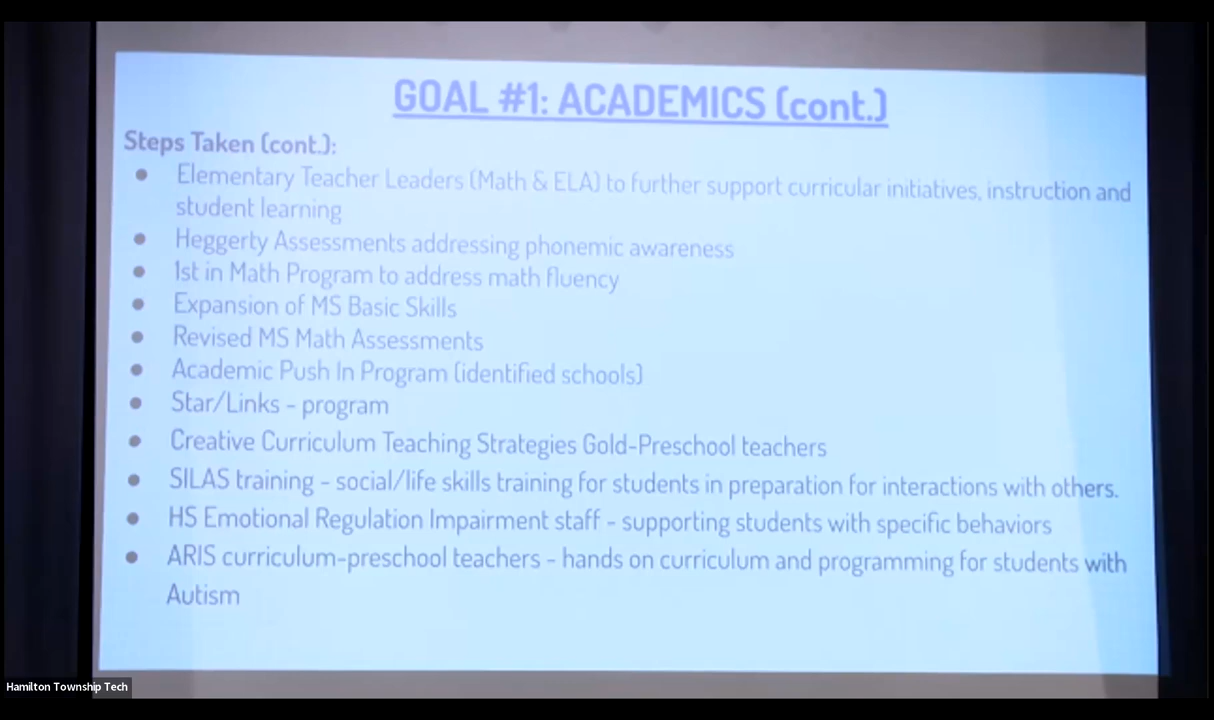 GOAL #1: ACADEMICS (cont.)
Steps Taken (cont.):
● Elementary Teacher Leaders (Math & ELA) to further support curricular initiatives, instruction and
student learning
● Heggerty Assessments addressing phonemic awareness
● 1st in Math Program to address math fluency
● Expansion of MS Basic Skills
● Revised MS Math Assessments
● Academic Push In Program (identified schools)
● Star/Links - program
● Creative Curriculum Teaching Strategies Gold-Preschool teachers
● SILAS training - social/life skills training for students in preparation for interactions with others.
● HS Emotional Regulation Impairment staff - supporting students with specific behaviors
● ARIS curriculum-preschool teachers - hands on curriculum and programming for students with
Autism
Hamilton Township Tech